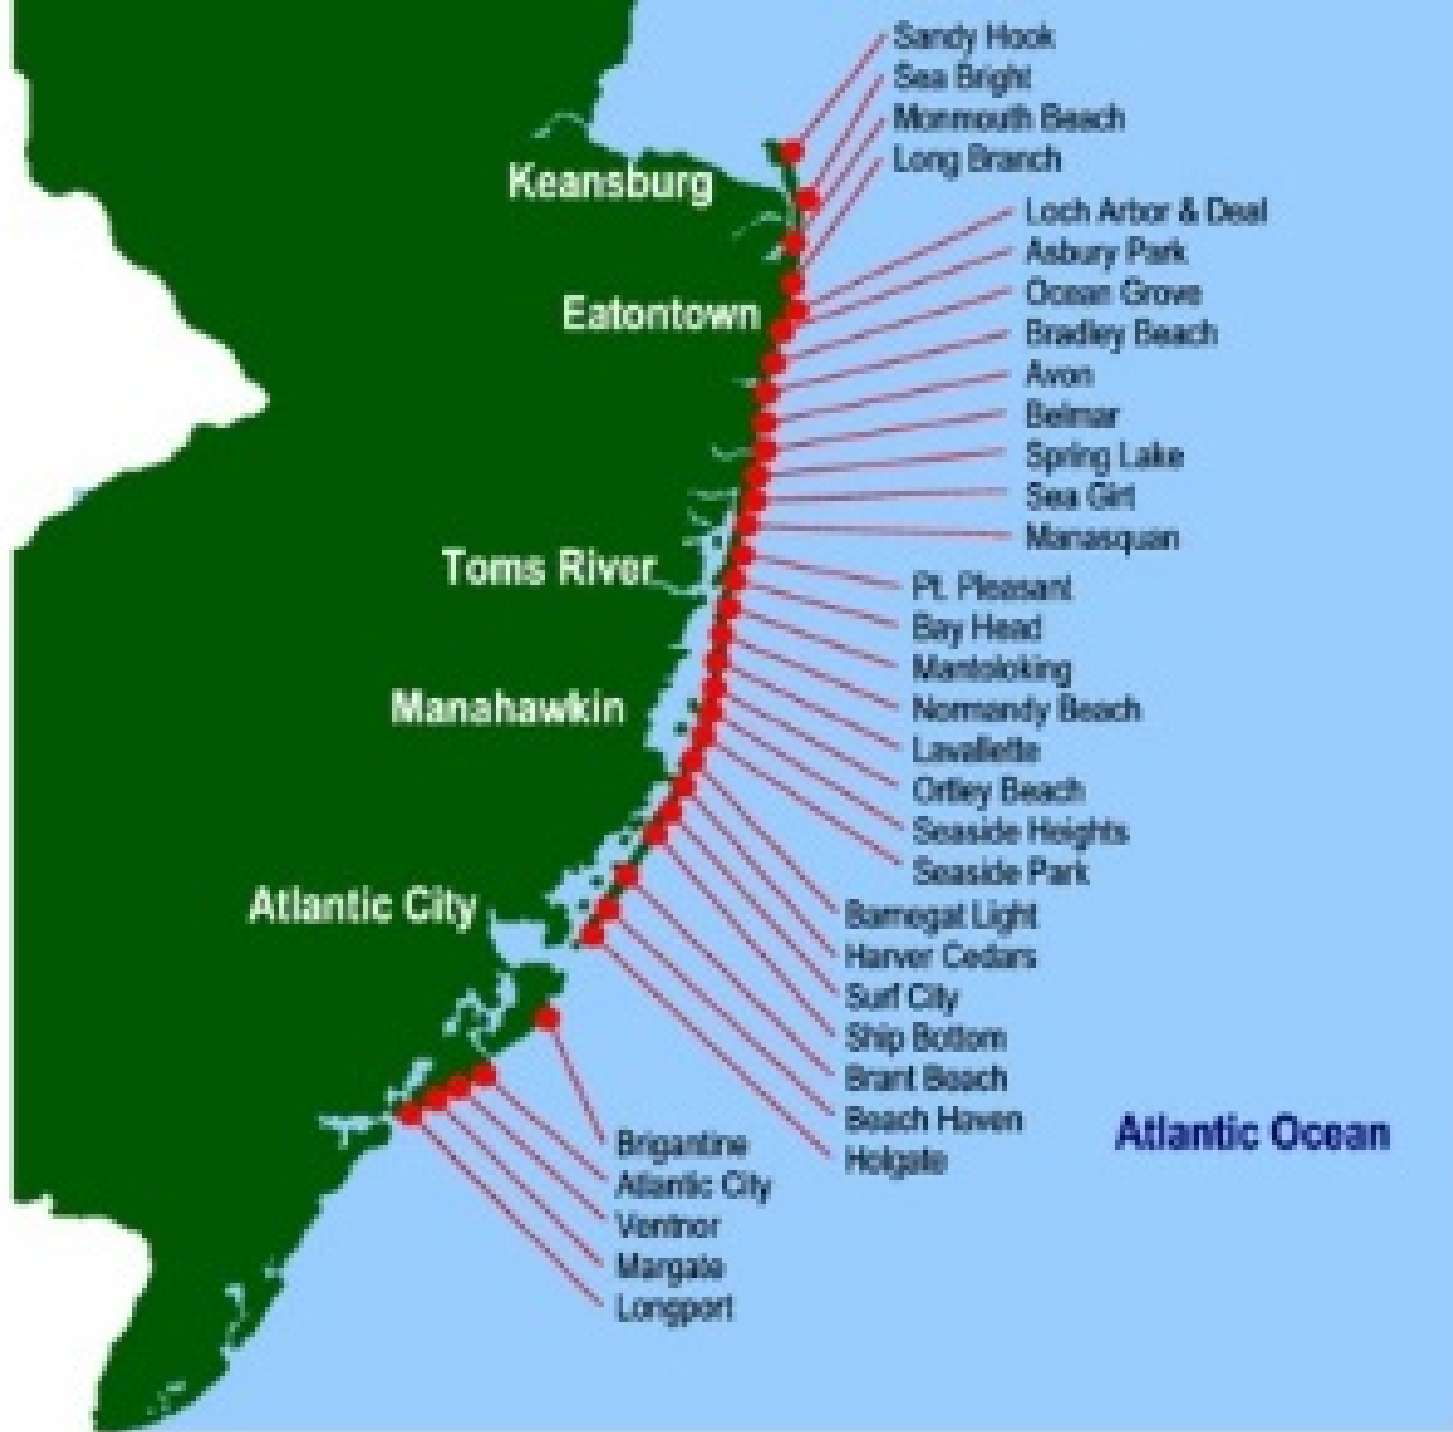 Sandy Hook
Sea Bright
Monmouth Beach
Long Branch
Keansburg
Loch Arbor & Deal
Asbury Park
Ocean Grove
Eatontown
Bradley Beach
Avon
Belmar
Spring Lake
Sea Girt
Manasquan
Toms River
Pt. Pleasant
Bay Head
Mantoloking
Manahawkin
Normandy Beach
Lavallette
Ortley Beach
Seaside Heights
Seaside Park
Atlantic City
Barnegat Light
Harver Cedars
Surf City
Ship Bottom
Brant Beach
Beach Haven
Holgate
Atlantic Ocean
Brigantine
Atlantic City
Ventnor
Margate
Longport